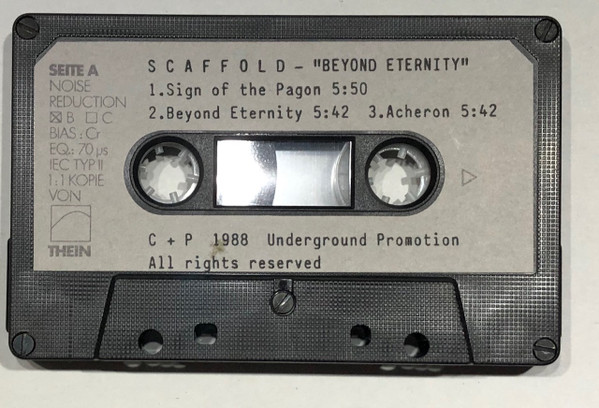 SEITE A
NOISE
REDUCTION
☒ B ☐ C
BIAS: Cr
EQ.: 70 µs
IEC TYP II
1:1 KOPIE
VON
THEIN
SCAFFOLD - "BEYOND ETERNITY"
1.Sign of the Pagon 5:50
2.Beyond Eternity 5:42 3.Acheron 5:42
C + P 1988 Underground Promotion
All rights reserved